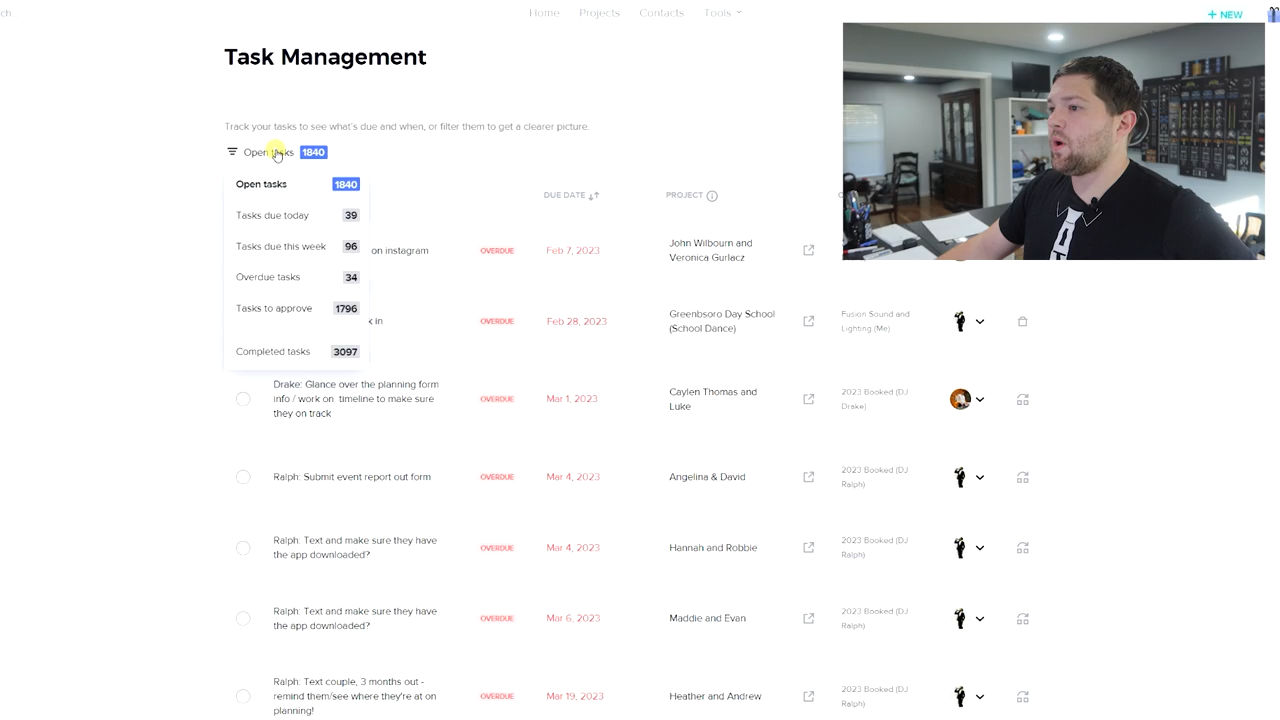 ch
Home Projects Contacts Tools
+ NEW
Task Management
Track your tasks to see what's due and when, or filter them to get a clearer picture.
Open tasks 1840
Open tasks 1840
Tasks due today 39
Tasks due this week 96
Overdue tasks 34
Tasks to approve 1796
Completed tasks 3097
DUE DATE PROJECT
on instagram OVERDUE Feb 7, 2023 John Wilbourn and
Veronica Gurlacz
k in OVERDUE Feb 28, 2023 Greenbsoro Day School
(School Dance)
Fusion Sound and
Lighting (Me)
Drake: Glance over the planning form
info / work on timeline to make sure
they on track
OVERDUE Mar 1, 2023 Caylen Thomas and
Luke
2023 Booked (DJ
Drake)
Ralph: Submit event report out form OVERDUE Mar 4, 2023 Angelina & David
2023 Booked (DJ
Ralph)
Ralph: Text and make sure they have
the app downloaded?
OVERDUE Mar 4, 2023 Hannah and Robbie
2023 Booked (DJ
Ralph)
Ralph: Text and make sure they have
the app downloaded?
OVERDUE Mar 6, 2023 Maddie and Evan
2023 Booked (DJ
Ralph)
Ralph: Text couple, 3 months out -
remind them/see where they're at on
planning!
OVERDUE Mar 19, 2023 Heather and Andrew
2023 Booked (DJ
Ralph)